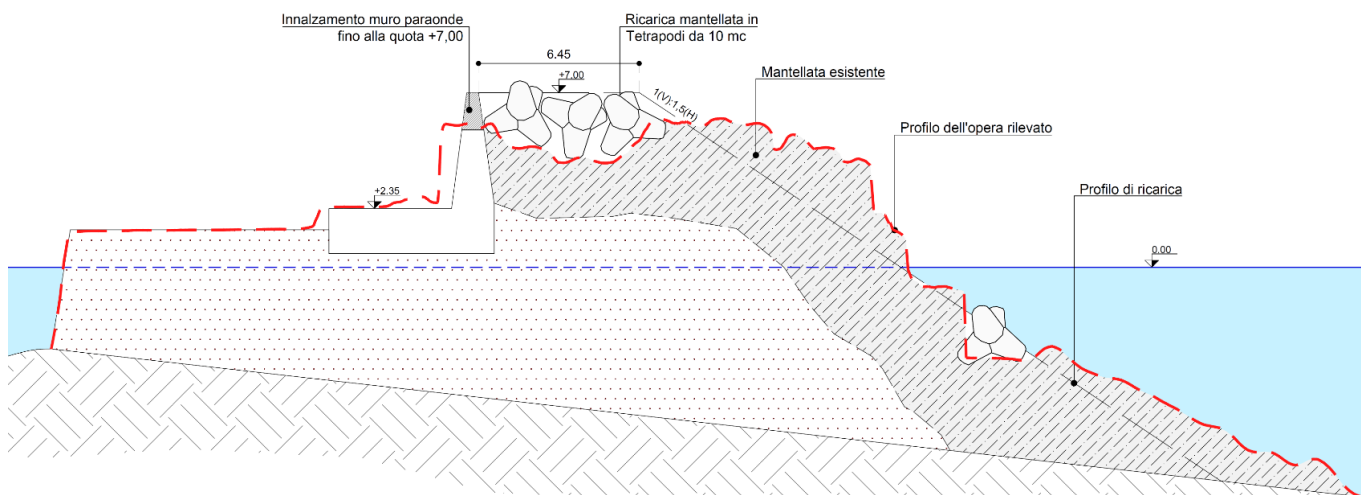 Innalzamento muro paraonde
fino alla quota +7,00
Ricarica mantellata in
Tetrapodi da 10 mc
6.45
+7.00
1(V):1,5(H)
Mantellata esistente
Profilo dell'opera rilevato
+2.35
Profilo di ricarica
0.00